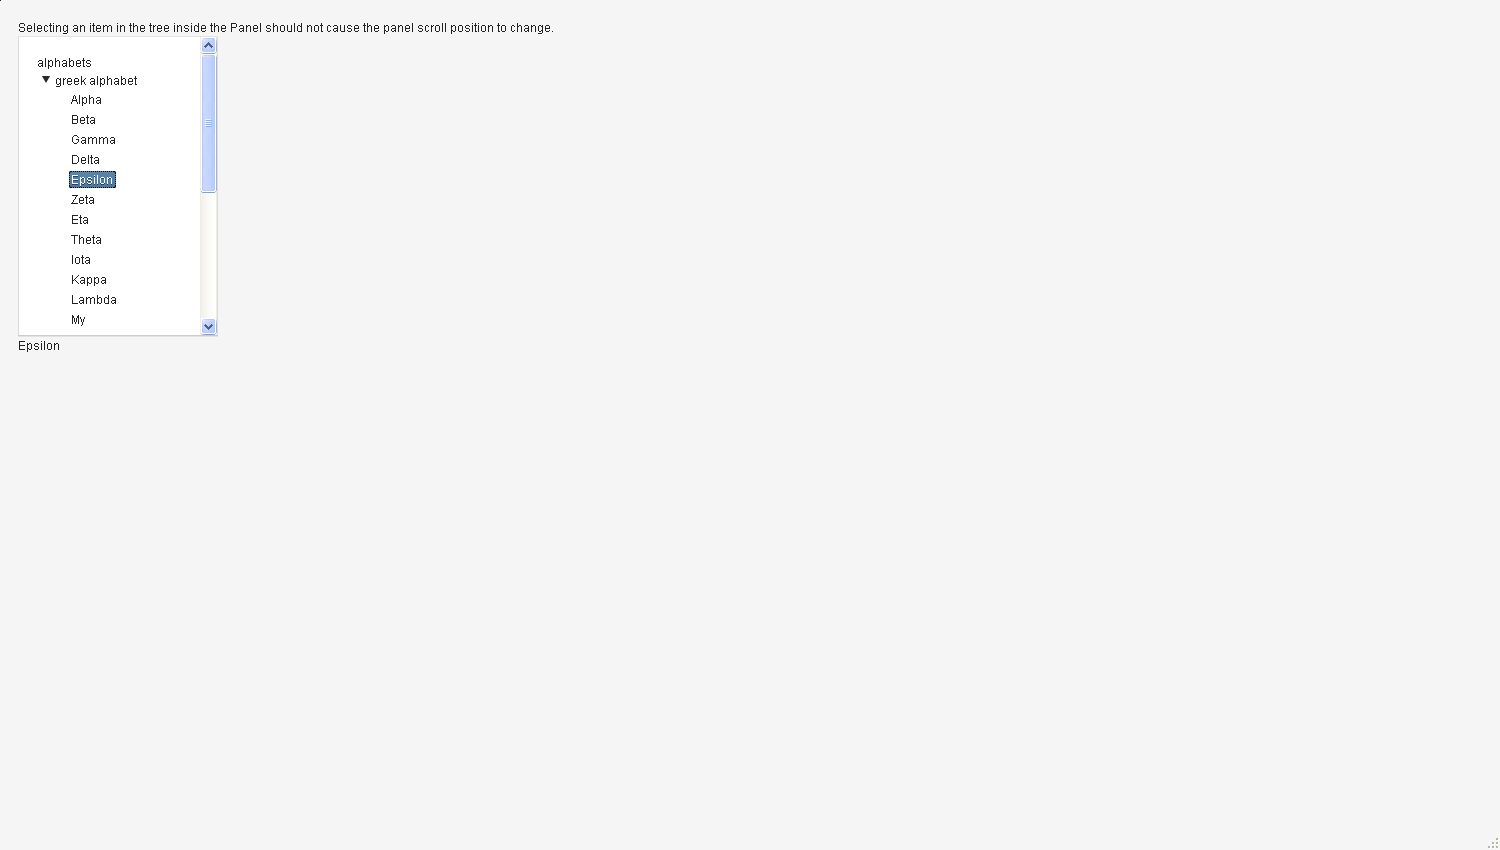 Selecting an item in the tree inside the Panel should not cause the panel scroll position to change.
alphabets
greek alphabet
Alpha
Beta
Gamma
Delta
Epsilon
Zeta
Eta
Theta
Iota
Kappa
Lambda
My
Epsilon